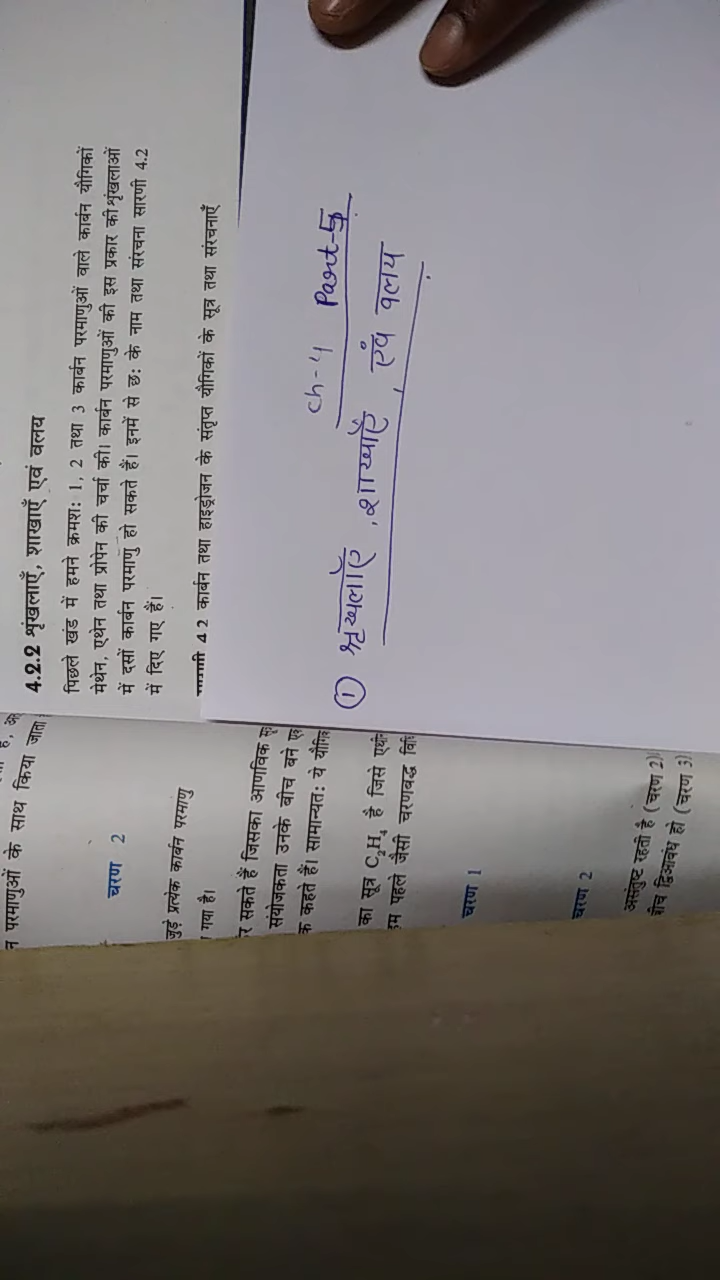 4.2.2 शृंखलाएँ, शाखाएँ एवं वलय
पिछले खंड में हमने क्रमशः 1, 2 तथा 3 कार्बन परमाणुओं वाले कार्बन यौगिकों
मेथेन, एथेन तथा प्रोपेन की चर्चा की। कार्बन परमाणुओं की इस प्रकार की शृंखलाओं
में दसों कार्बन परमाणु हो सकते हैं। इनमें से छः के नाम तथा संरचना सारणी 4.2
में दिए गए हैं।
4.2 कार्बन तथा हाइड्रोजन के संतृप्त यौगिकों के सूत्र तथा संरचनाएँ
Ch-4 Part-5
① श्रृखलाएँ, शाखाएँ, एवं वलय
परमाणुओं के साथ किया जाता
चरण 2
जुड़े प्रत्येक कार्बन परमाणु
गया है।
सकते हैं जिसका आणविक
संयोजकता उनके बीच बने
कहते हैं। सामान्यतः ये
का सूत्र C₂H₄ है जिसे
पहले जैसी चरणबद्ध
चरण 1
चरण 2
असंतुष्ट रहती है (चरण 2)
बीच द्विआबंध हो (चरण 3)